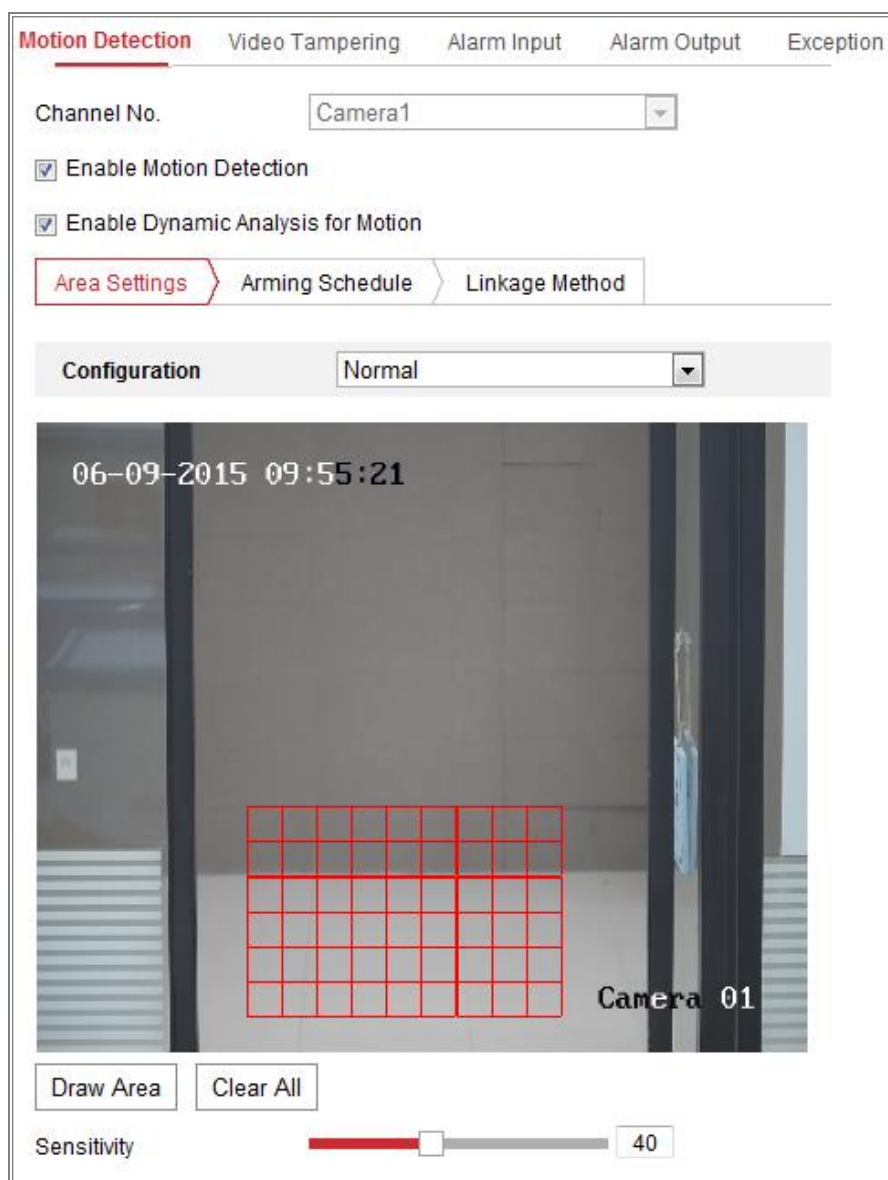 Motion Detection Video Tampering Alarm Input Alarm Output Exception
Channel No. Camera1
Enable Motion Detection
Enable Dynamic Analysis for Motion
Area Settings Arming Schedule Linkage Method
Configuration Normal
06-09-2015 09:55:21
Camera 01
Draw Area Clear All
Sensitivity 40